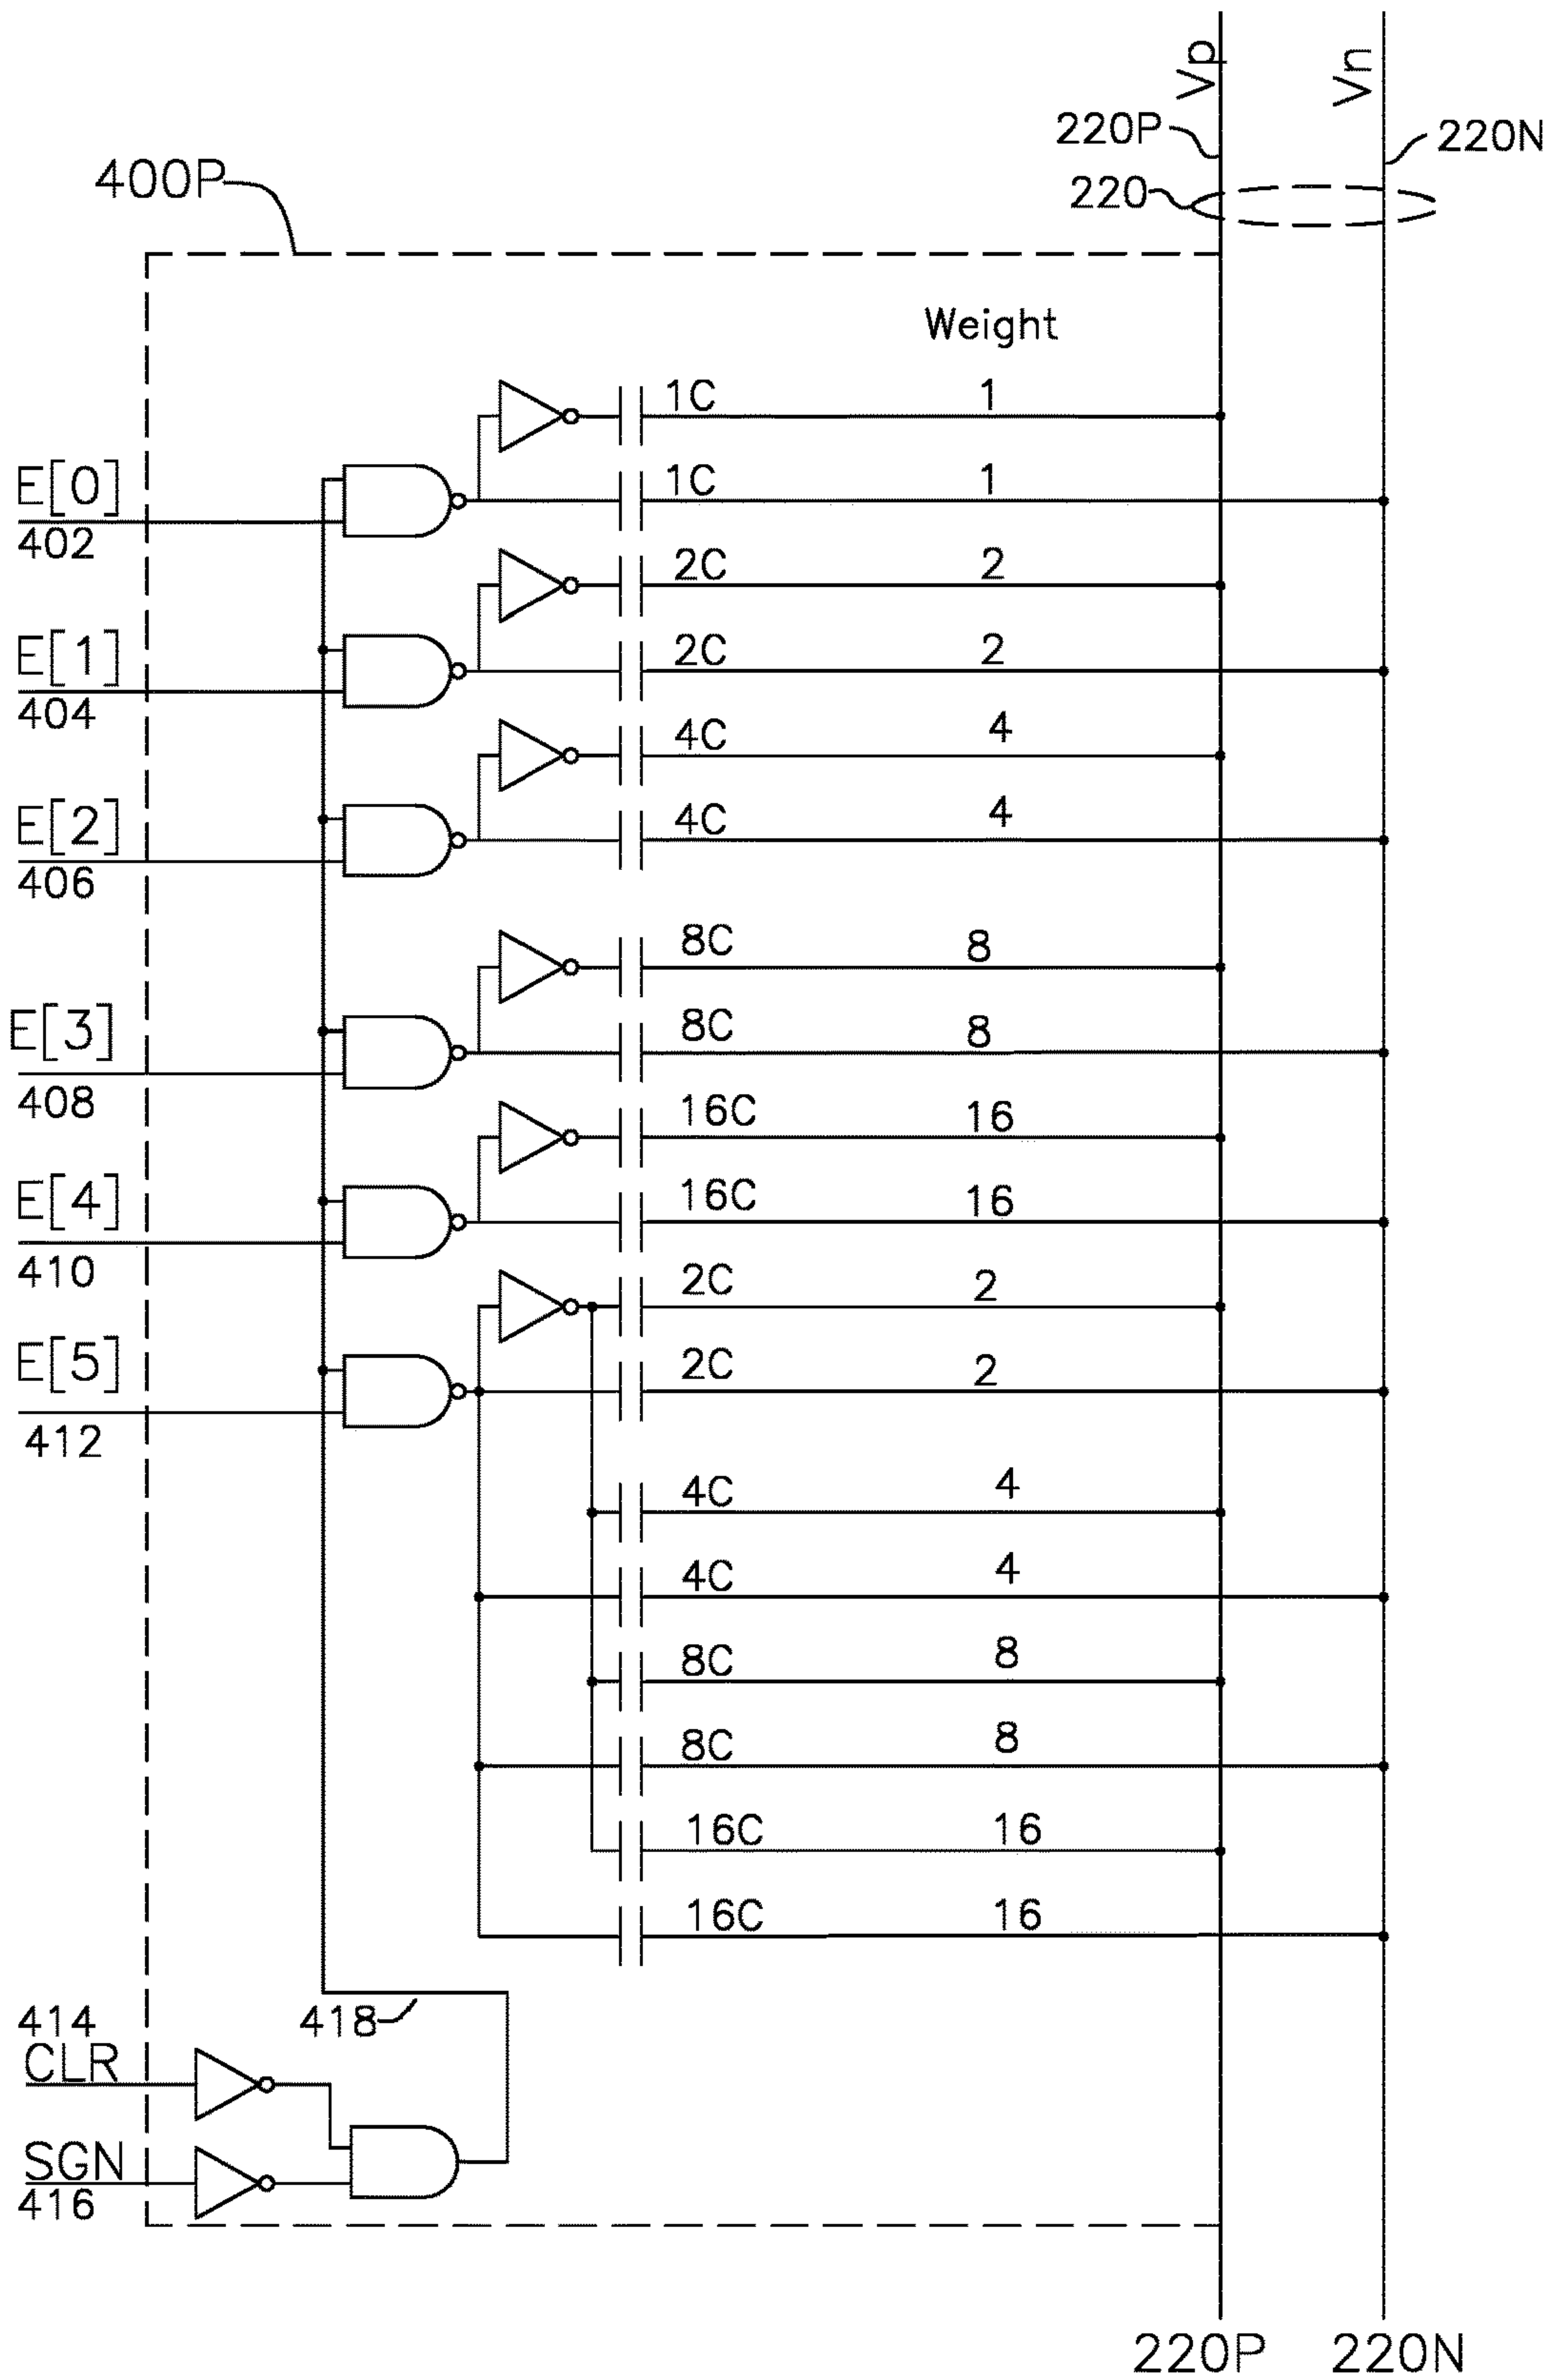 Vp
Vn
220P
220N
220
400P
Weight
1C 1
E[0]
1C 1
402
2C 2
E[1]
2C 2
404
4C 4
E[2]
4C 4
406
8C 8
E[3]
8C 8
408
16C 16
E[4]
16C 16
410
2C 2
E[5]
2C 2
412
4C 4
4C 4
8C 8
8C 8
16C 16
16C 16
414
418
CLR
SGN
416
220P 220N